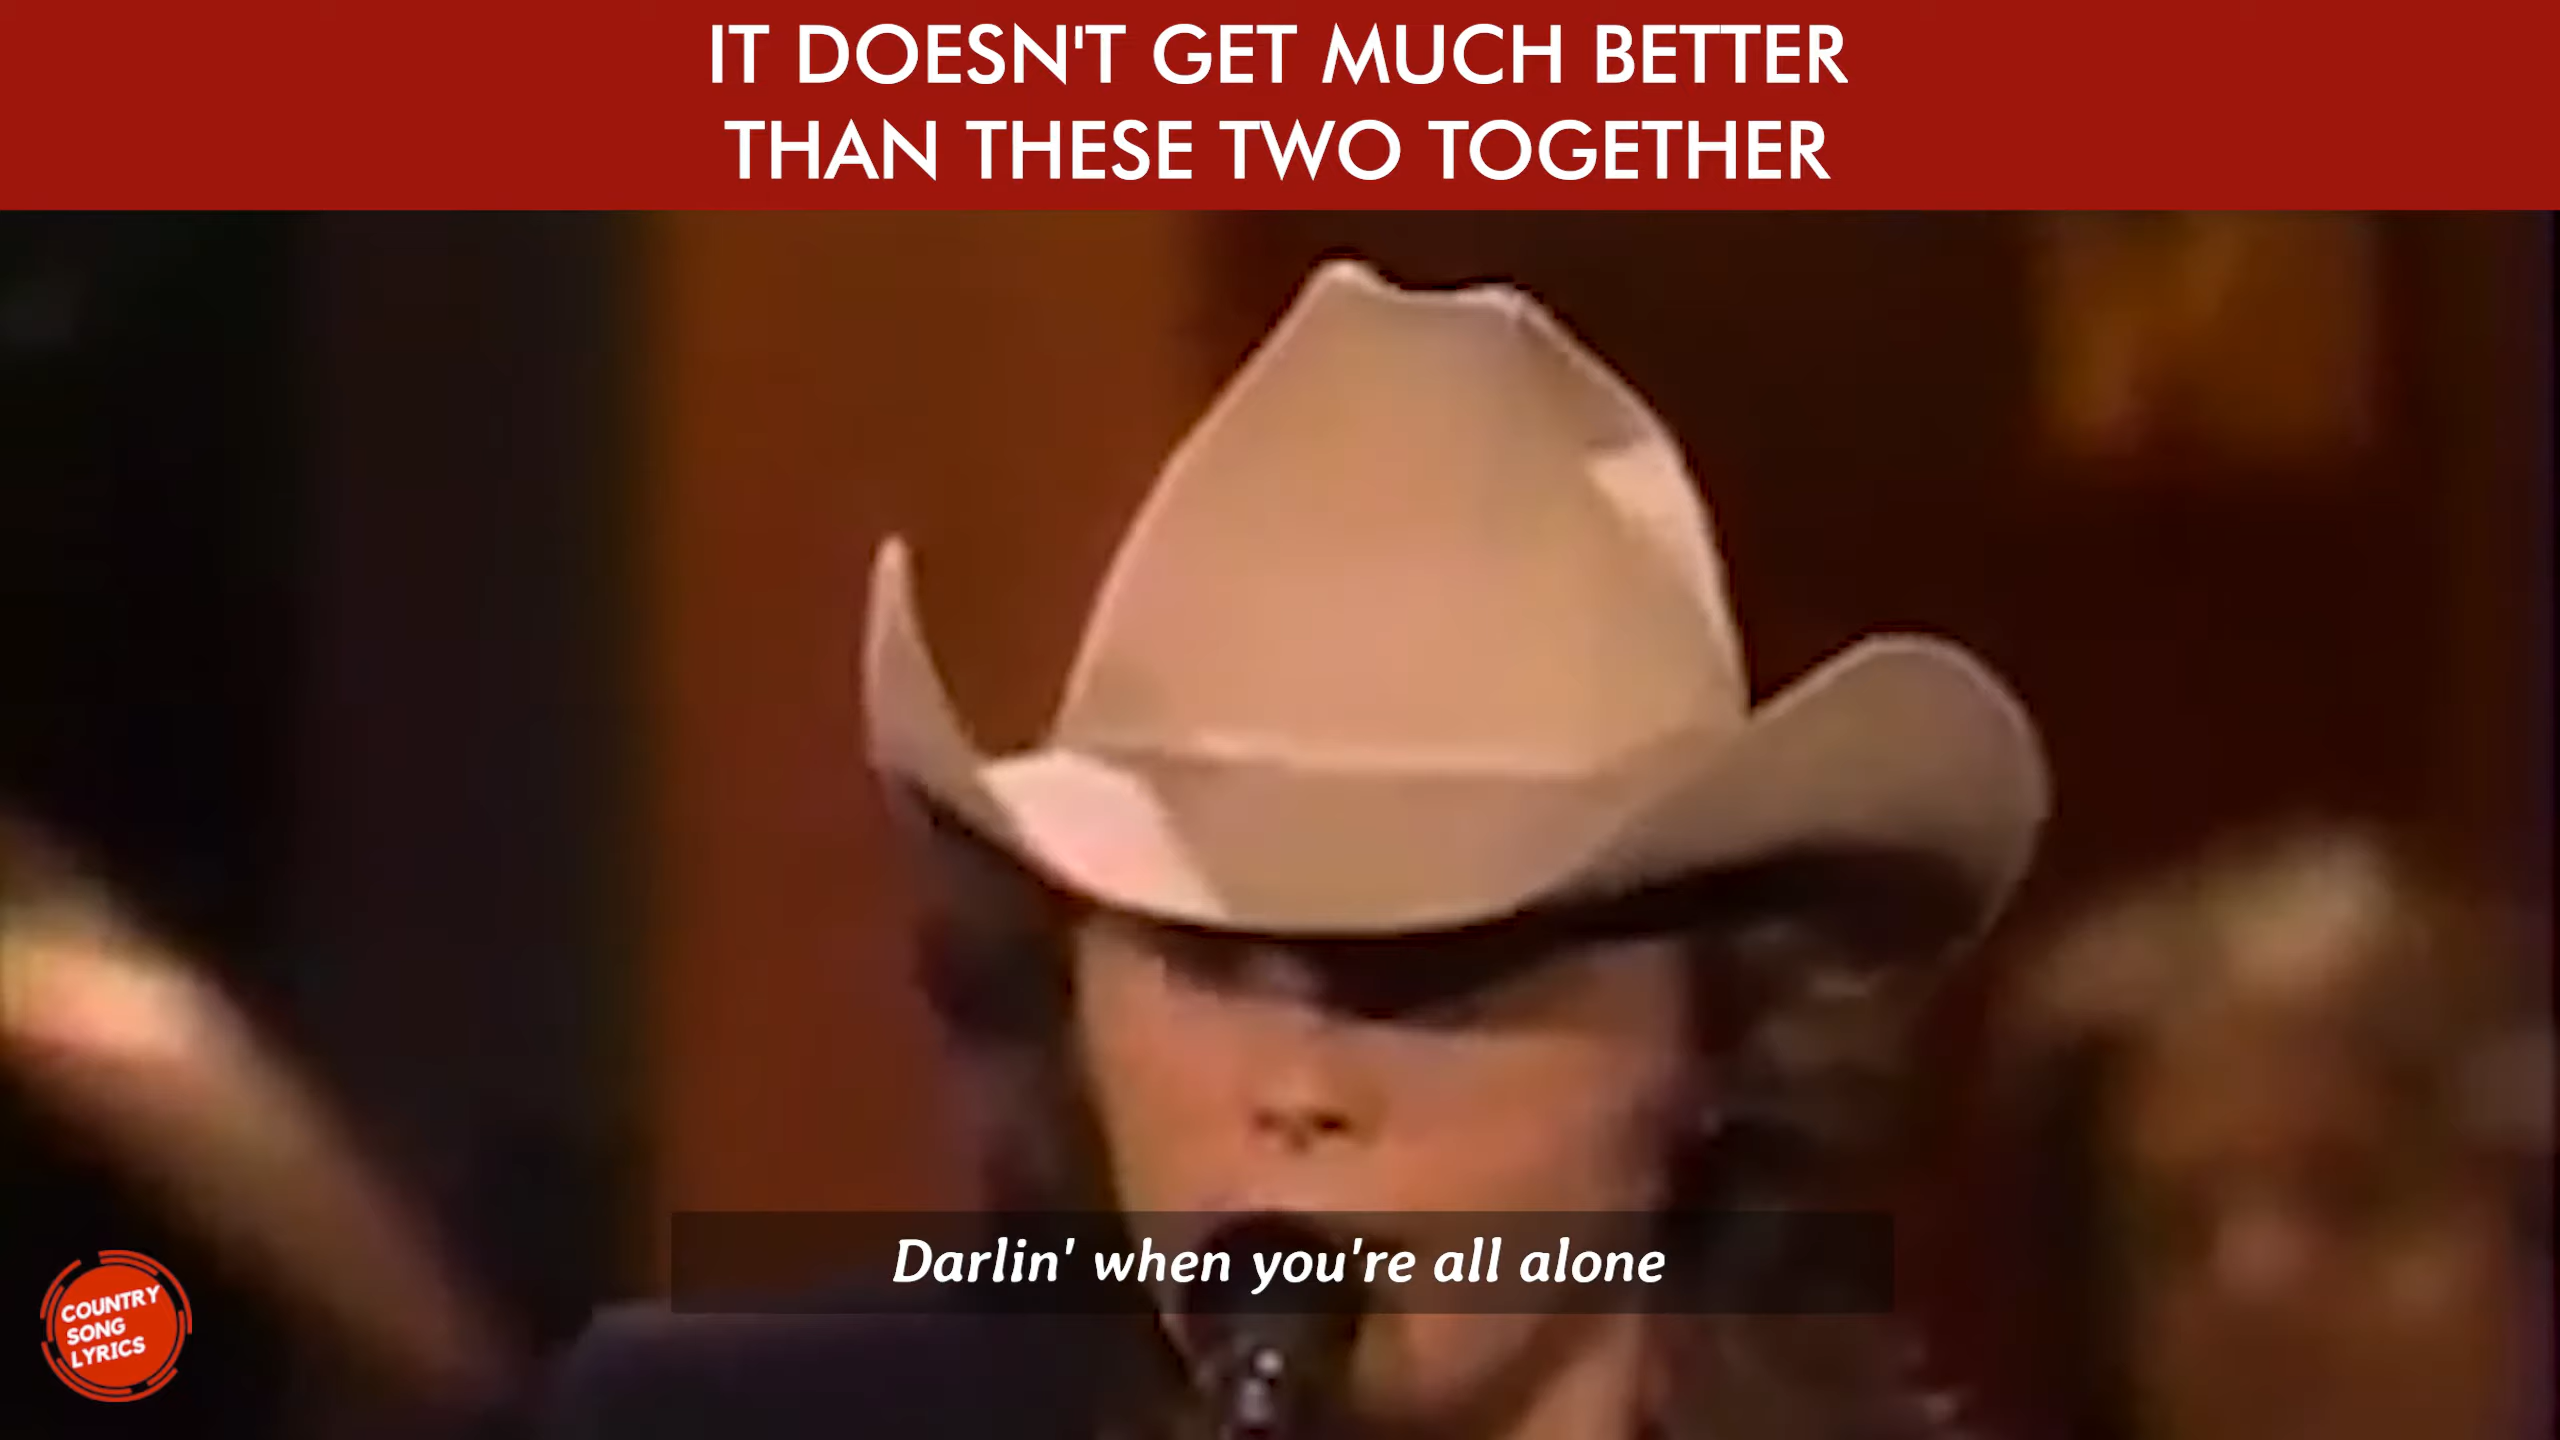 IT DOESN'T GET MUCH BETTER
THAN THESE TWO TOGETHER
Darlin' when you're all alone
COUNTRY
SONG
LYRICS